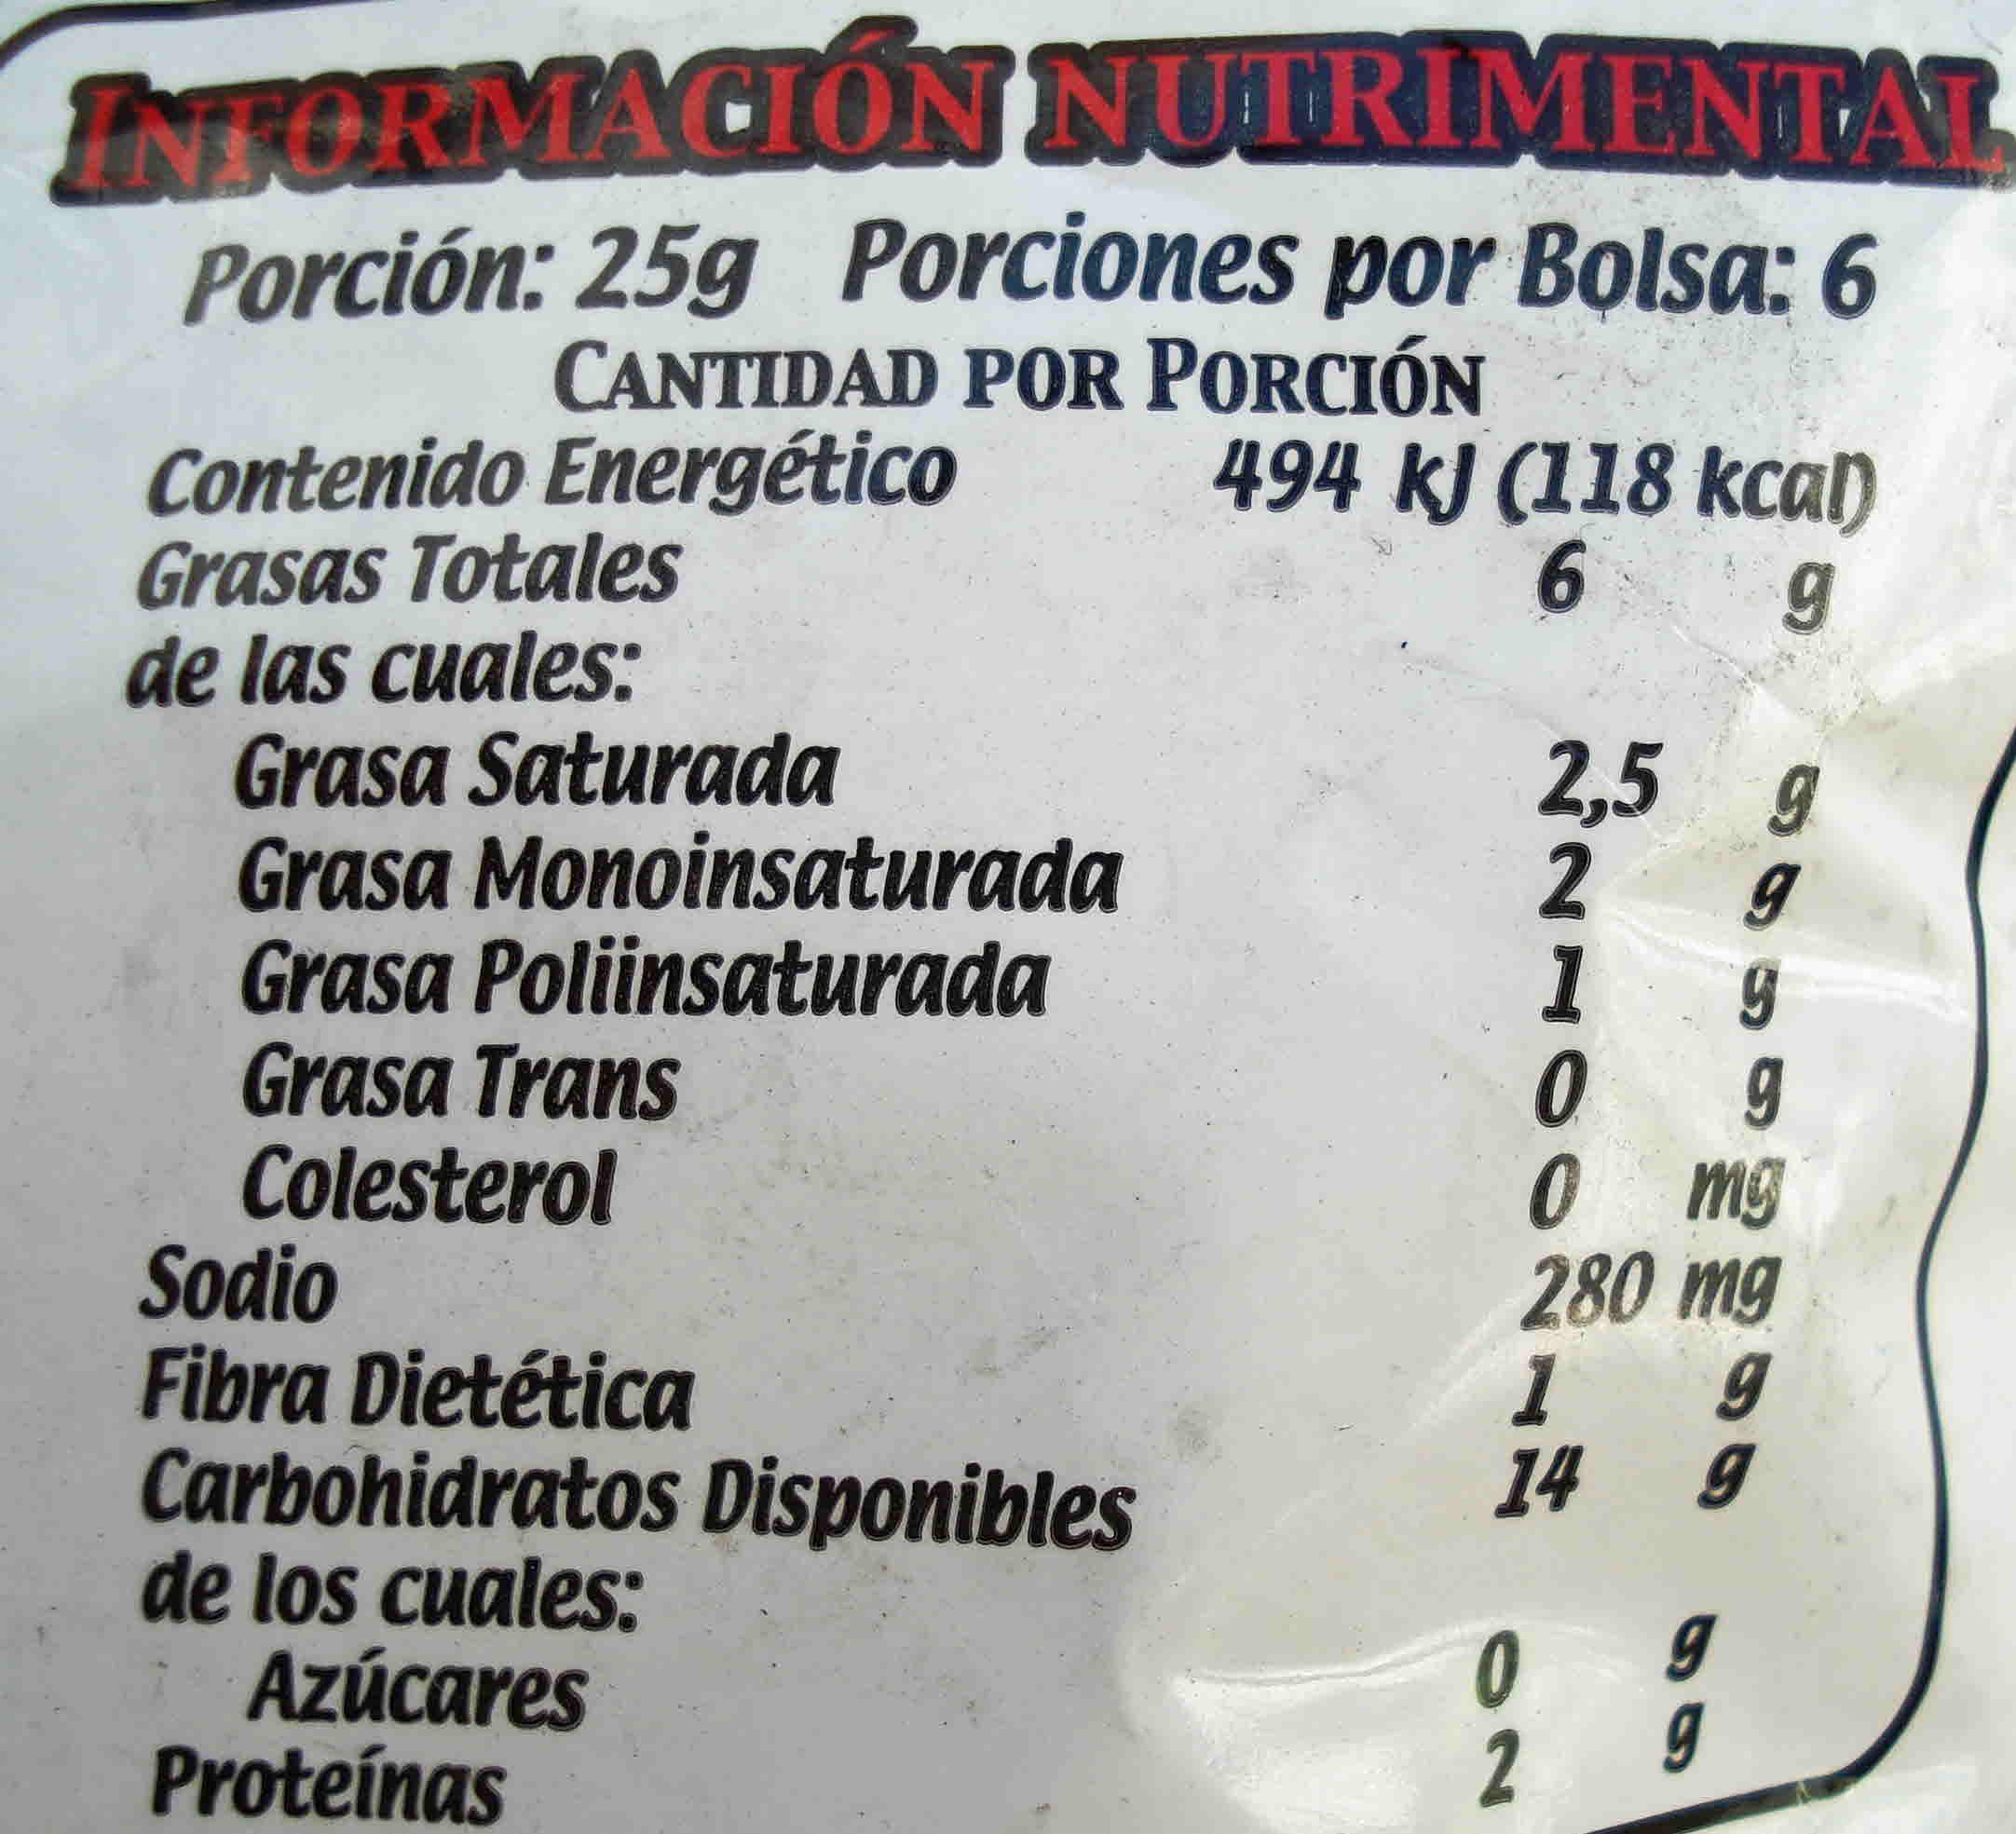 INFORMACIÓN NUTRIMENTAL
Porción: 25g Porciones por Bolsa: 6
CANTIDAD POR PORCIÓN
Contenido Energético 494 kJ (118 kcal)
Grasas Totales 6 g
de las cuales:
Grasa Saturada 2,5 g
Grasa Monoinsaturada 2 g
Grasa Poliinsaturada 1 g
Grasa Trans 0 g
Colesterol 0 mg
Sodio 280 mg
Fibra Dietética 1 g
Carbohidratos Disponibles 14 g
de los cuales:
Azúcares 0 g
Proteínas 2 g